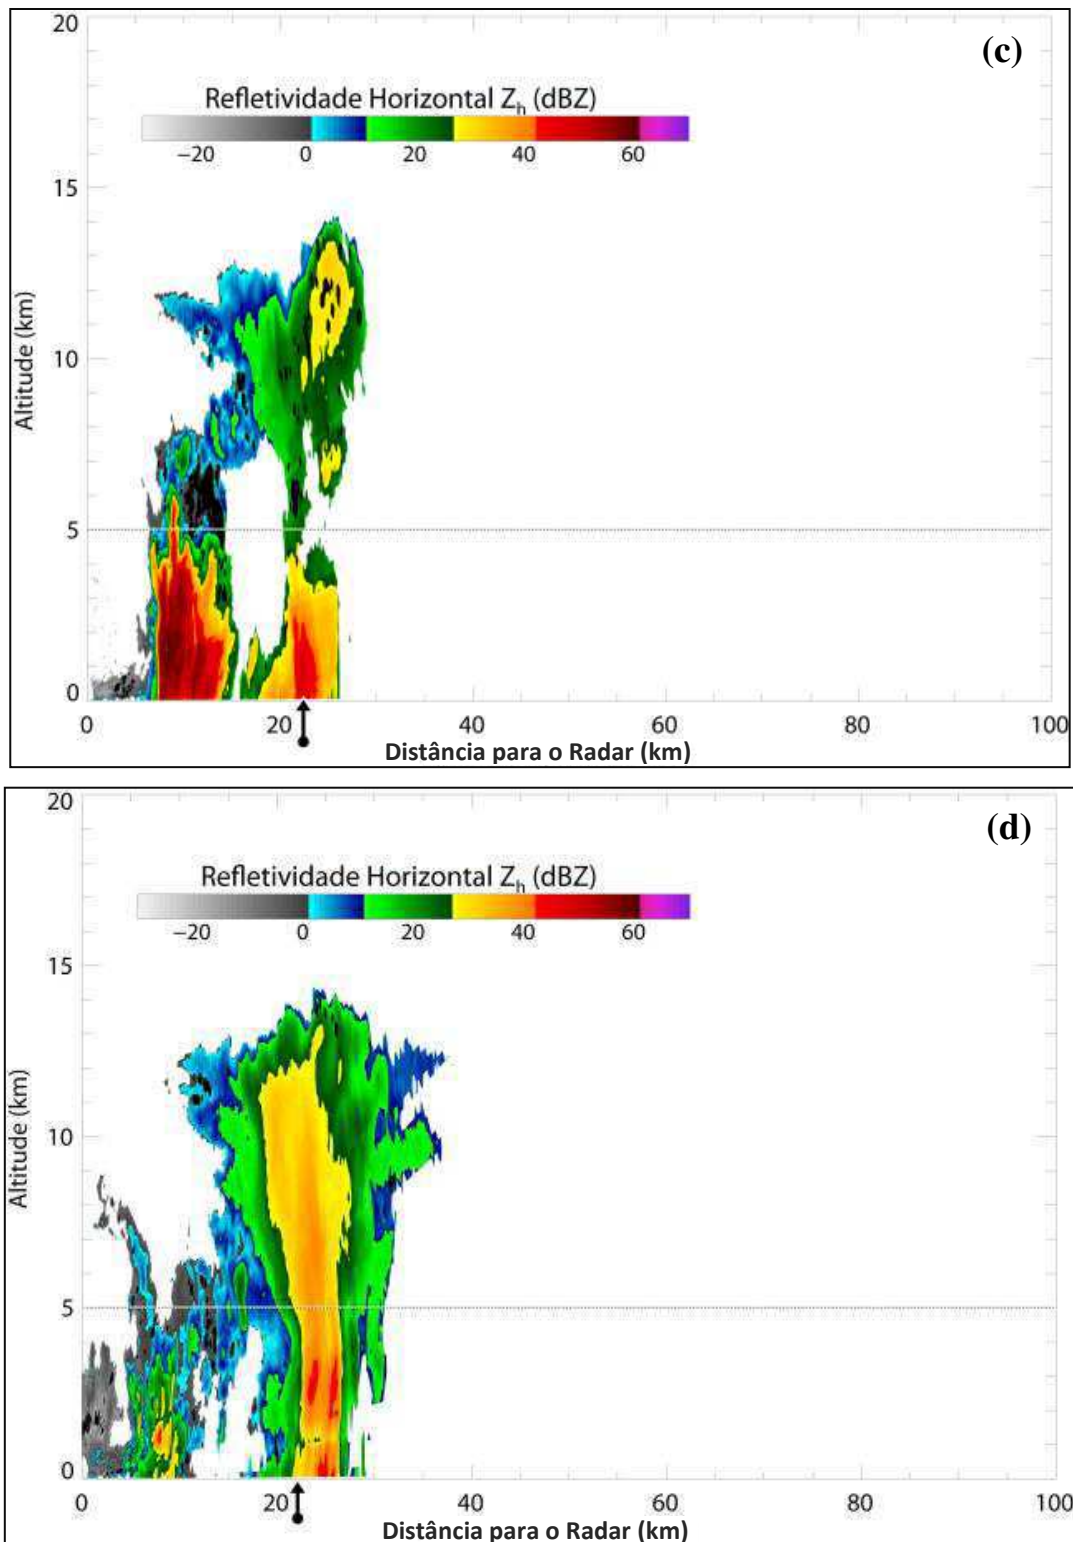 20
(c)
Refletividade Horizontal Zh (dBZ)
−20 0 20 40 60
15
Altitude (km)
10
5
0
0 20 40 60 80 100
Distância para o Radar (km)
20
(d)
Refletividade Horizontal Zh (dBZ)
−20 0 20 40 60
15
Altitude (km)
10
5
0
0 20 40 60 80 100
Distância para o Radar (km)